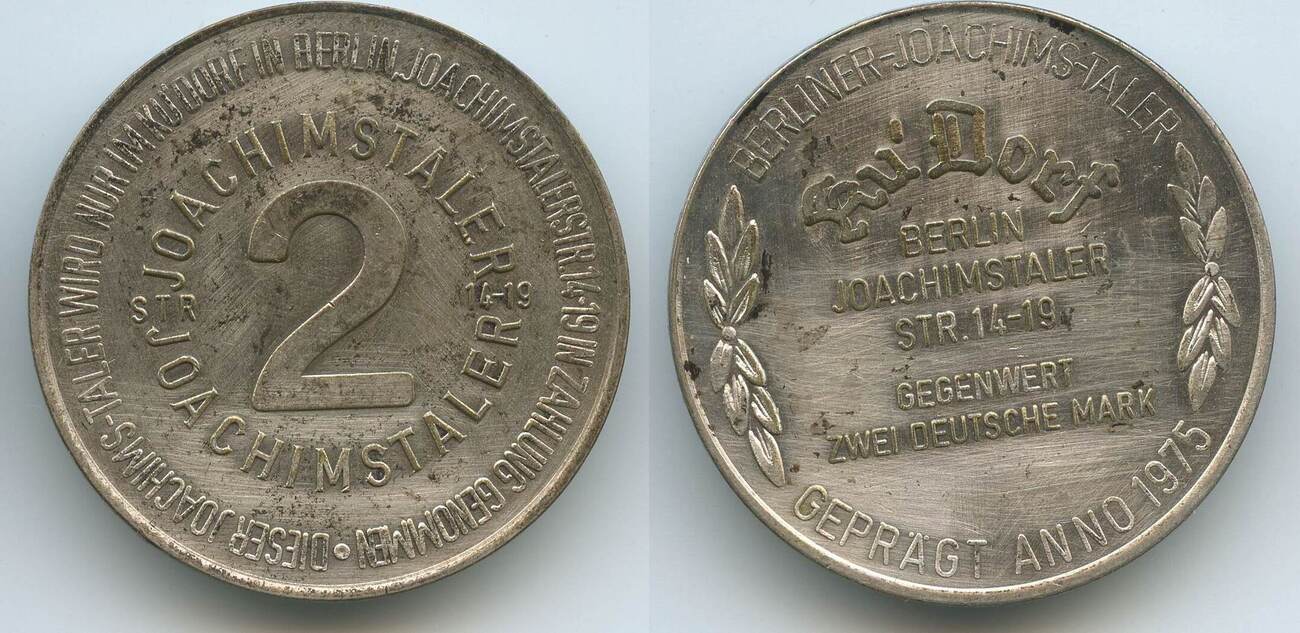 DIESER JOACHIMS-TALER WIRD NUR IM KU'DORF IN BERLIN, JOACHIMSTALERSTR. 14-19 IN ZAHLUNG GENOMMEN •
JOACHIMSTALER
STR 2 14-19
JOACHIMSTALER
BERLINER-JOACHIMS-TALER
Ku' Dorf
BERLIN
JOACHIMSTALER
STR. 14-19
GEGENWERT
ZWEI DEUTSCHE MARK
GEPRÄGT ANNO 1975